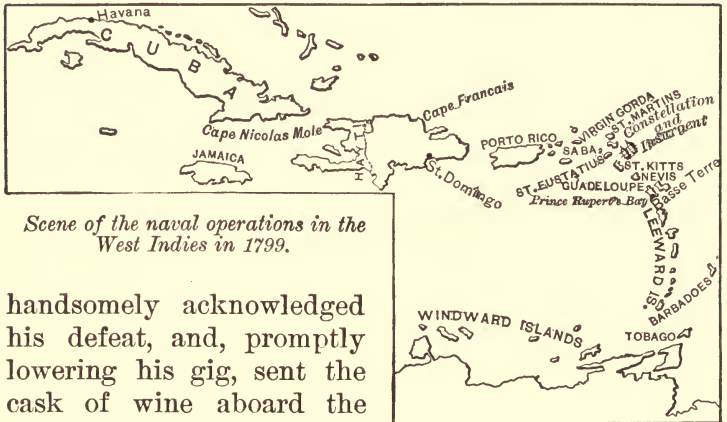 Havana
CUBA
Cape Nicolas Mole
Cape Francais
HAITI
JAMAICA
St. Domingo
PORTO RICO
VIRGIN GORDA
ST. MARTINS
Constellation
and
Insurgent
SABA
ST. EUSTATIUS
ST. KITTS
NEVIS
GUADELOUPE
Basse Terre
Prince Ruperts Bay
LEEWARD IS.
BARBADOES
WINDWARD ISLANDS
TOBAGO
Scene of the naval operations in the
West Indies in 1799.
handsomely acknowledged
his defeat, and, promptly
lowering his gig, sent the
cask of wine aboard the